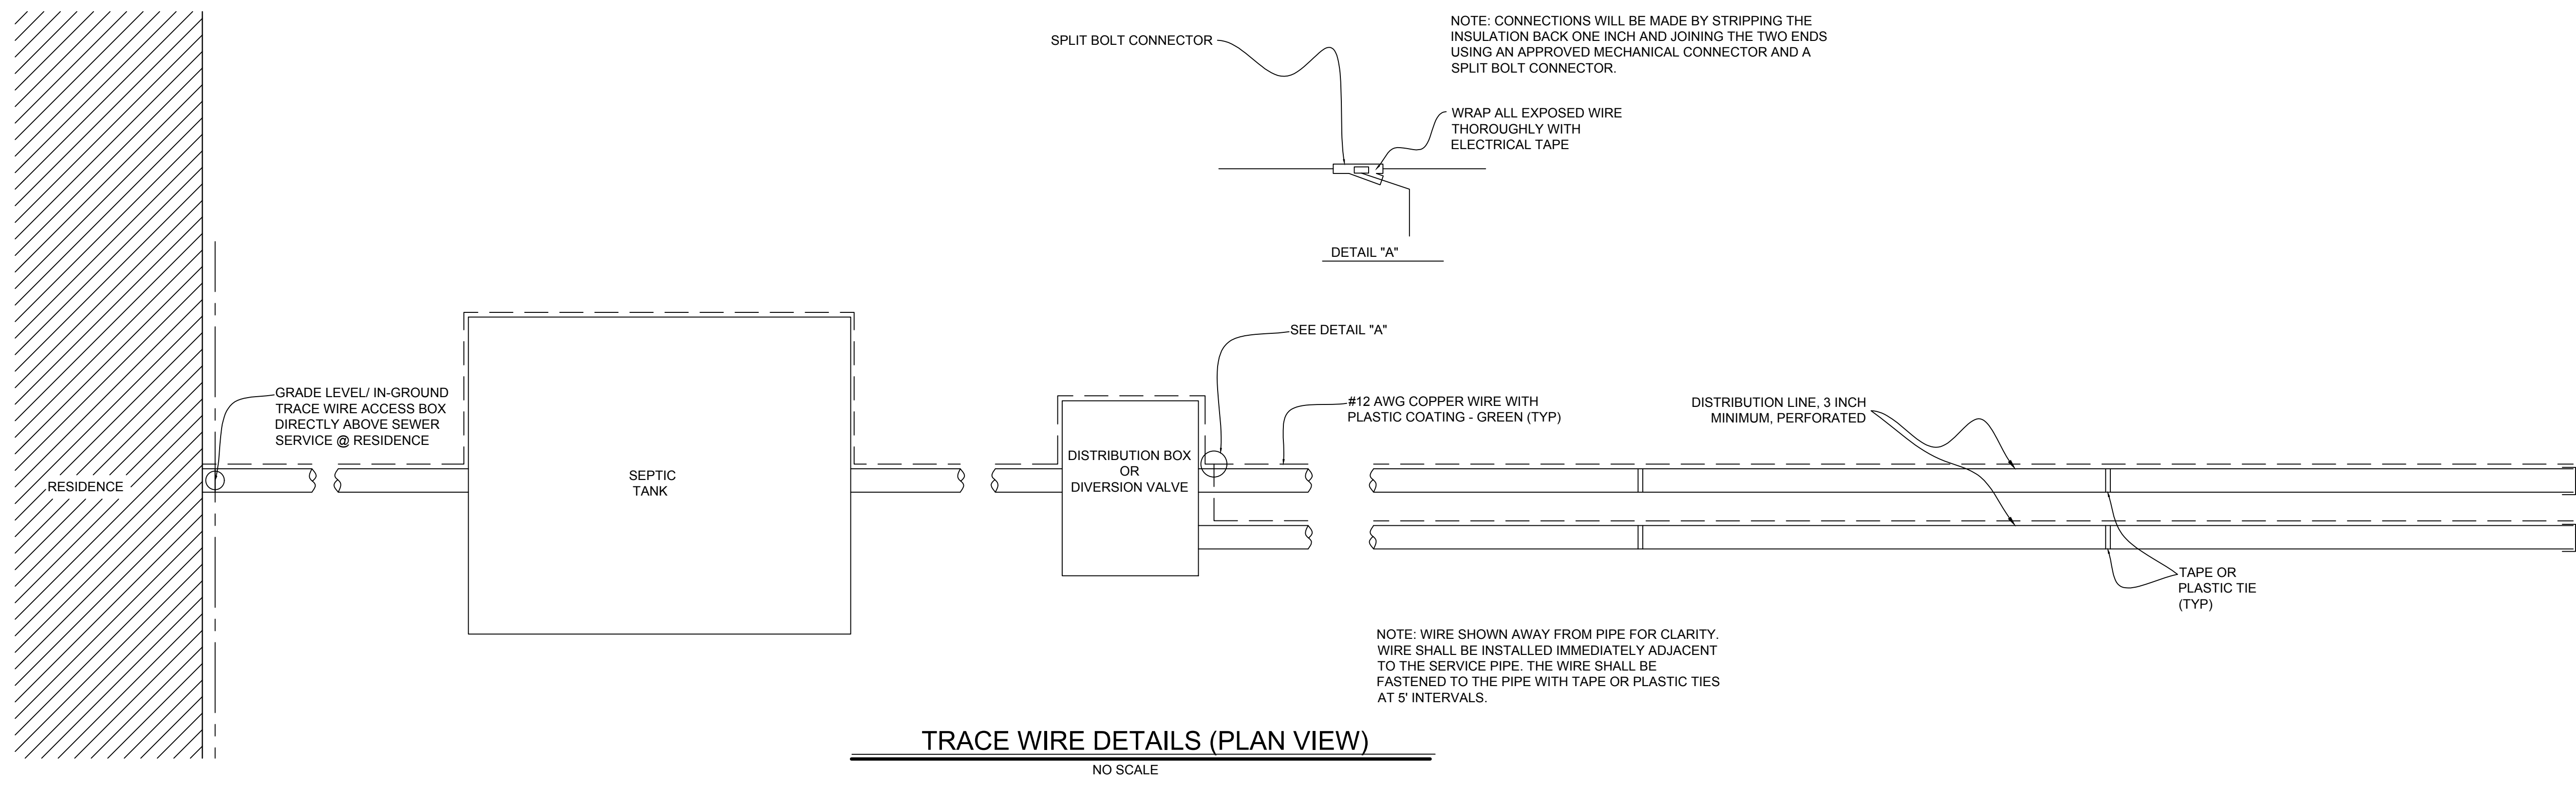 SPLIT BOLT CONNECTOR
NOTE: CONNECTIONS WILL BE MADE BY STRIPPING THE
INSULATION BACK ONE INCH AND JOINING THE TWO ENDS
USING AN APPROVED MECHANICAL CONNECTOR AND A
SPLIT BOLT CONNECTOR.
WRAP ALL EXPOSED WIRE
THOROUGHLY WITH
ELECTRICAL TAPE
DETAIL "A"
SEE DETAIL "A"
GRADE LEVEL/ IN-GROUND
TRACE WIRE ACCESS BOX
DIRECTLY ABOVE SEWER
SERVICE @ RESIDENCE
#12 AWG COPPER WIRE WITH
PLASTIC COATING - GREEN (TYP)
DISTRIBUTION LINE, 3 INCH
MINIMUM, PERFORATED
RESIDENCE
SEPTIC
TANK
DISTRIBUTION BOX
OR
DIVERSION VALVE
TAPE OR
PLASTIC TIE
(TYP)
NOTE: WIRE SHOWN AWAY FROM PIPE FOR CLARITY.
WIRE SHALL BE INSTALLED IMMEDIATELY ADJACENT
TO THE SERVICE PIPE. THE WIRE SHALL BE
FASTENED TO THE PIPE WITH TAPE OR PLASTIC TIES
AT 5' INTERVALS.
TRACE WIRE DETAILS (PLAN VIEW)
NO SCALE